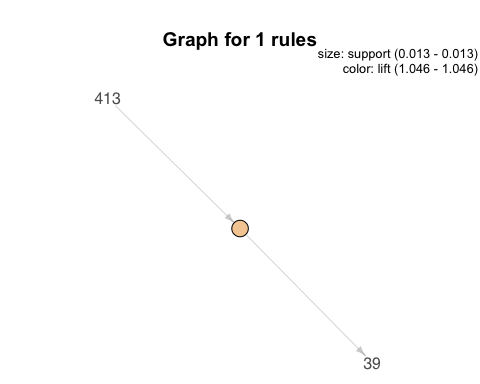 Graph for 1 rules
size: support (0.013 - 0.013)
color: lift (1.046 - 1.046)
413
39